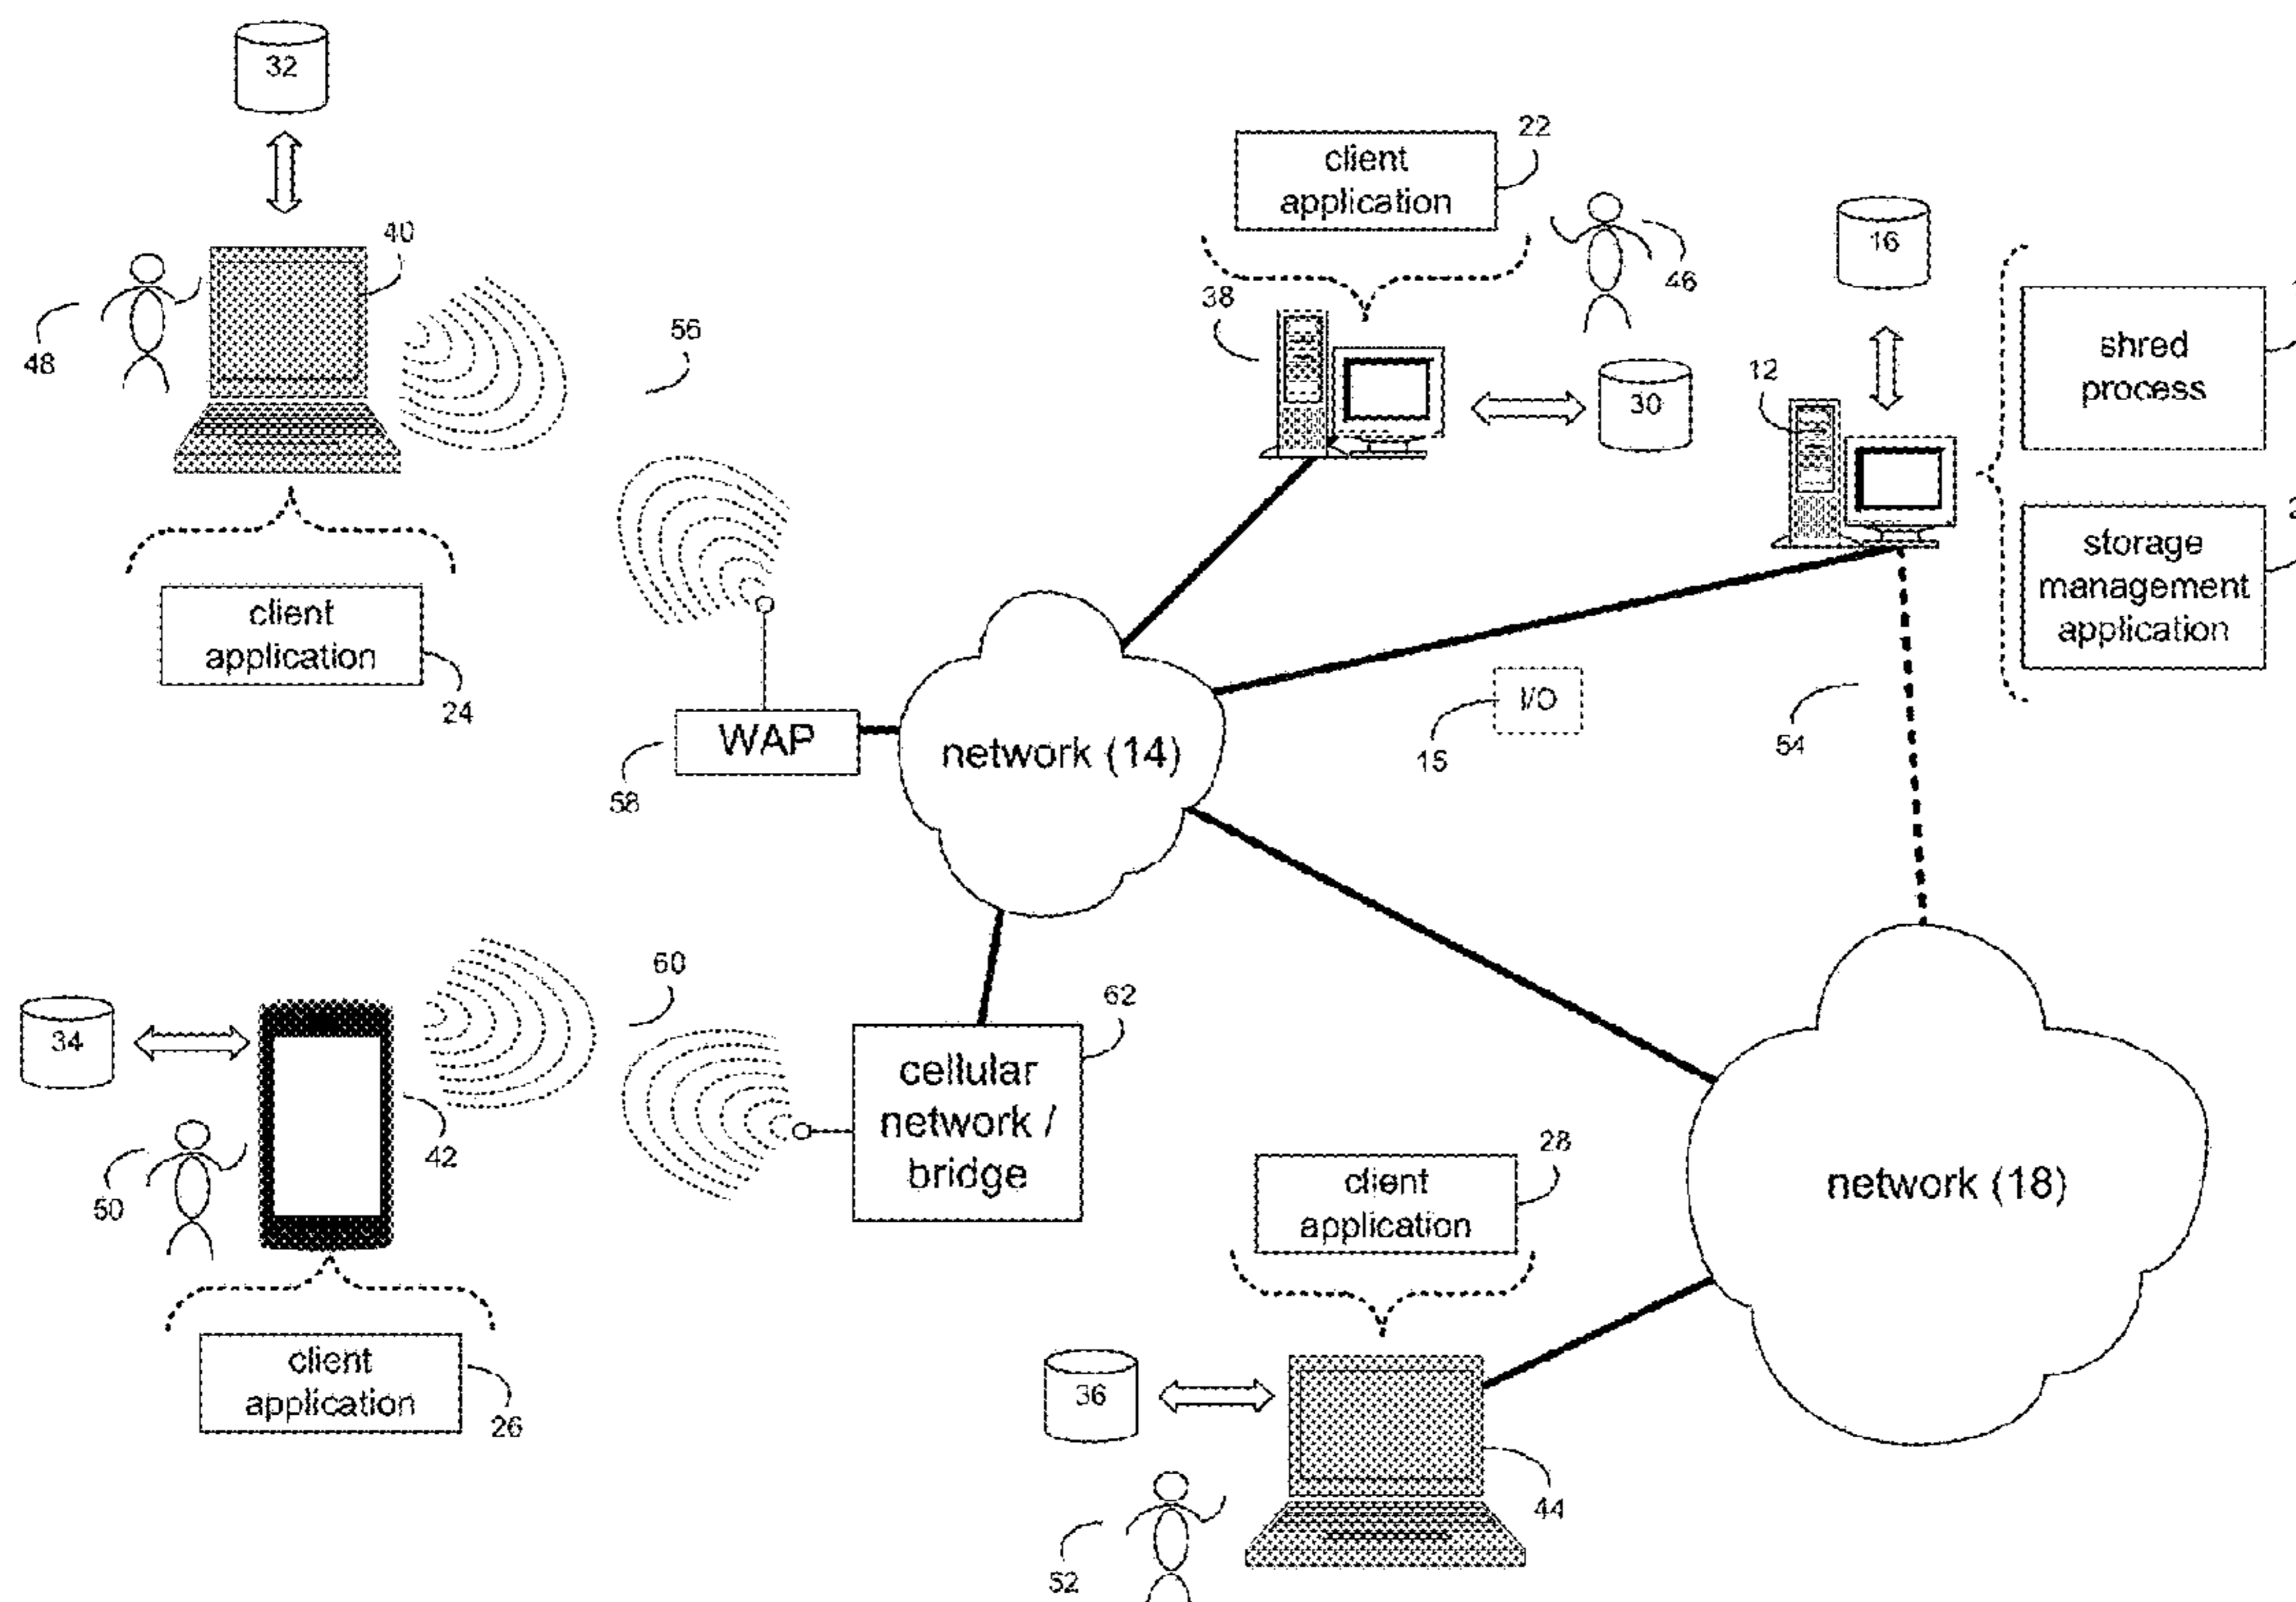 32
40
48
56
client
application
24
22
client
application
46
38
30
16
12
shred
process
storage
management
application
WAP
58
network (14)
I/O
15
54
34
42
50
60
62
cellular
network /
bridge
client
application
26
28
client
application
network (18)
36
44
52